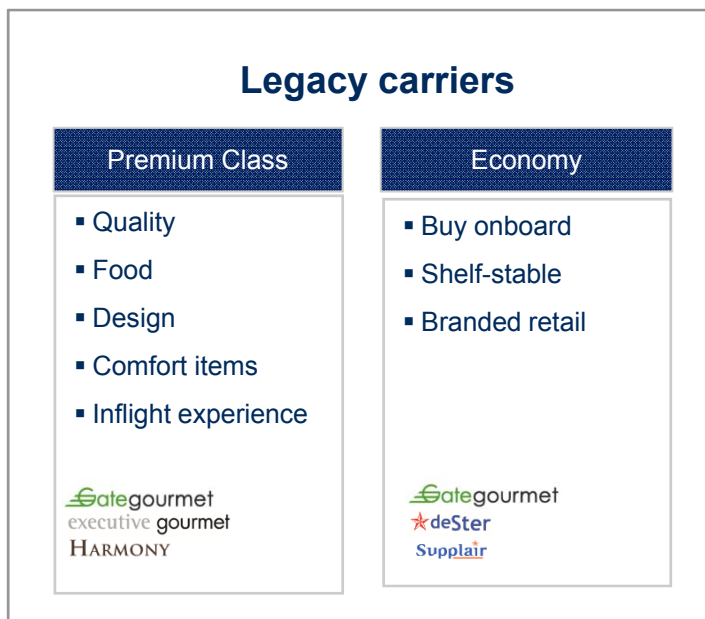 Legacy carriers
Premium Class
▪ Quality
▪ Food
▪ Design
▪ Comfort items
▪ Inflight experience
Gategourmet
executive gourmet
HARMONY
Economy
▪ Buy onboard
▪ Shelf-stable
▪ Branded retail
Gategourmet
deSter
Supplair